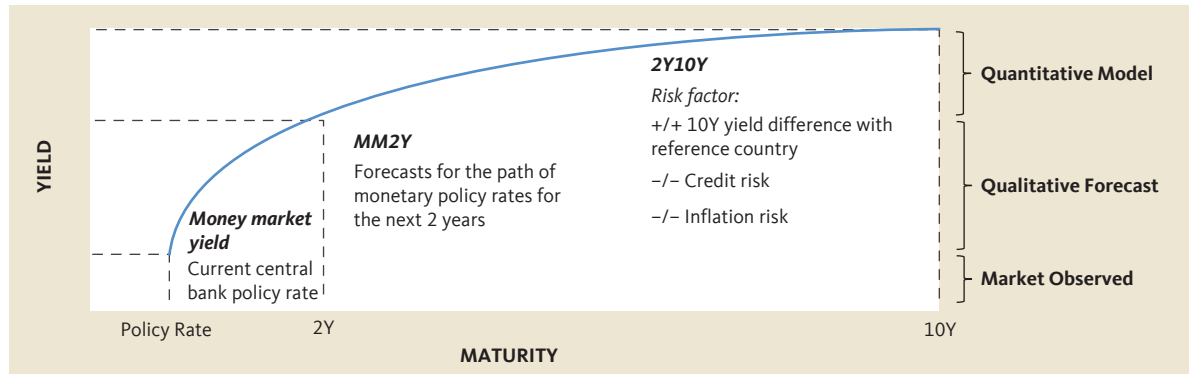 YIELD
2Y10Y
Risk factor:
+/+ 10Y yield difference with
reference country
−/− Credit risk
−/− Inflation risk
MM2Y
Forecasts for the path of
monetary policy rates for
the next 2 years
Money market
yield
Current central
bank policy rate
Quantitative Model
Qualitative Forecast
Market Observed
Policy Rate
2Y
10Y
MATURITY